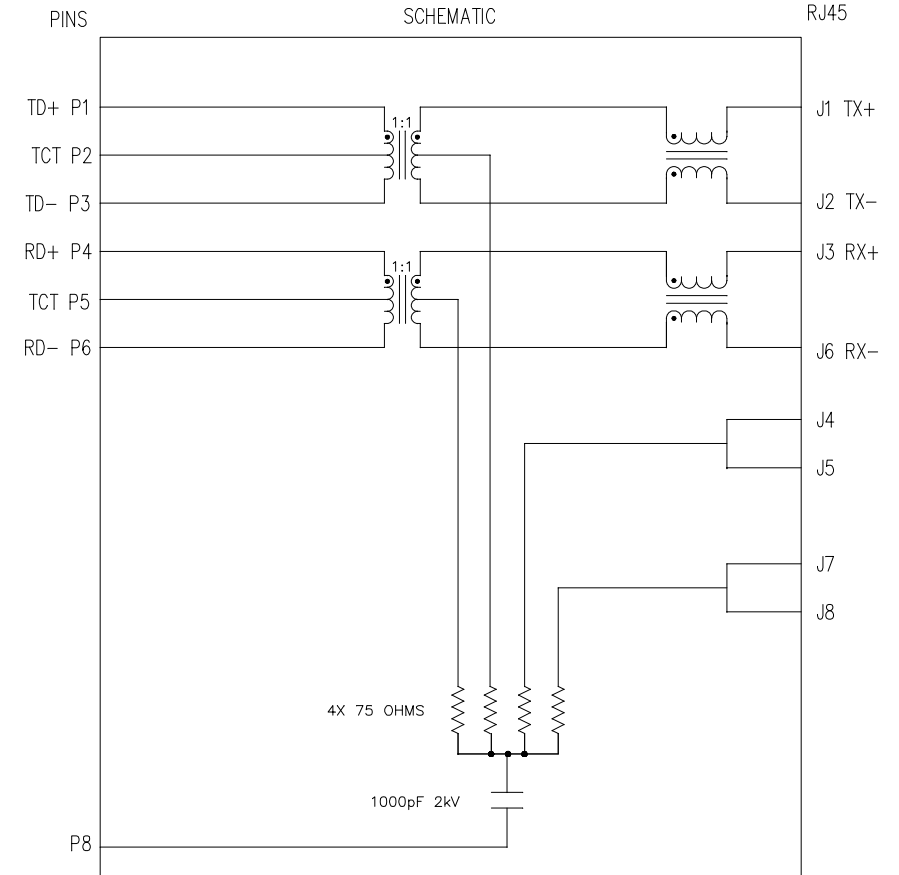 PINS SCHEMATIC RJ45
TD+ P1
1:1
J1 TX+
TCT P2
TD- P3
J2 TX-
RD+ P4
1:1
J3 RX+
TCT P5
RD- P6
J6 RX-
J4
J5
J7
J8
4X 75 OHMS
1000pF 2kV
P8